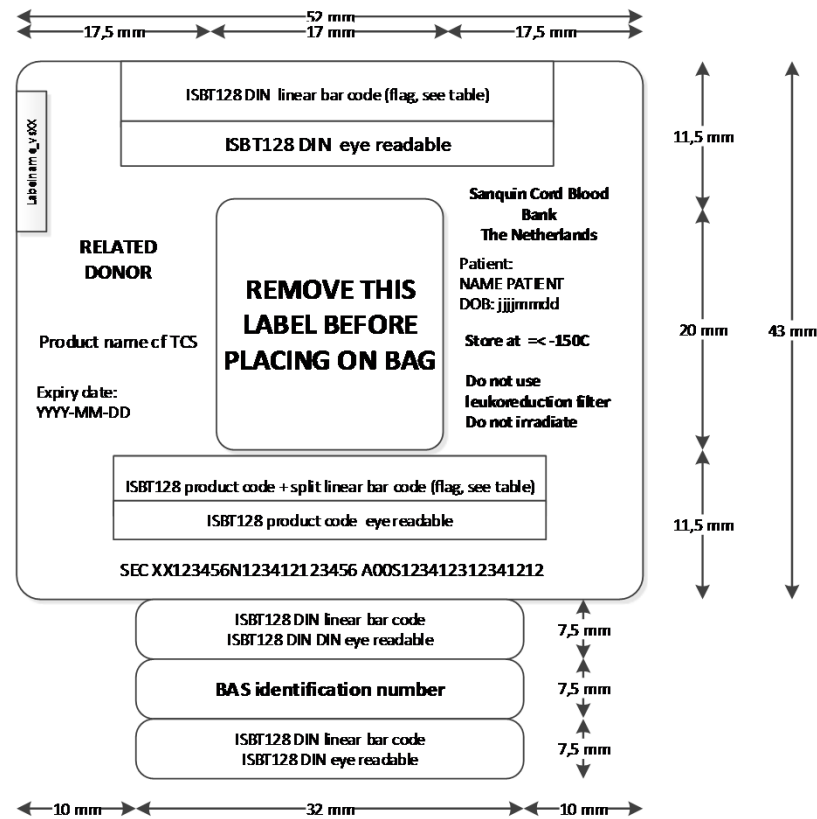 52 mm
17,5 mm
17 mm
17,5 mm
ISBT128 DIN linear bar code (flag, see table)
ISBT128 DIN eye readable
Labelname_vsXX
11,5 mm
Sanquin Cord Blood
Bank
The Netherlands
RELATED
DONOR
Patient:
NAME PATIENT
DOB: jjjjmmdd
REMOVE THIS
LABEL BEFORE
PLACING ON BAG
20 mm
43 mm
Product name cf TCS
Store at =< -150C
Expiry date:
YYYY-MM-DD
Do not use
leukoreduction filter
Do not irradiate
ISBT128 product code + split linear bar code (flag, see table)
ISBT128 product code eye readable
11,5 mm
SEC XX123456N123412123456 A00S123412312341212
ISBT128 DIN linear bar code
ISBT128 DIN DIN eye readable
7,5 mm
BAS identification number
7,5 mm
ISBT128 DIN linear bar code
ISBT128 DIN eye readable
7,5 mm
10 mm
32 mm
10 mm